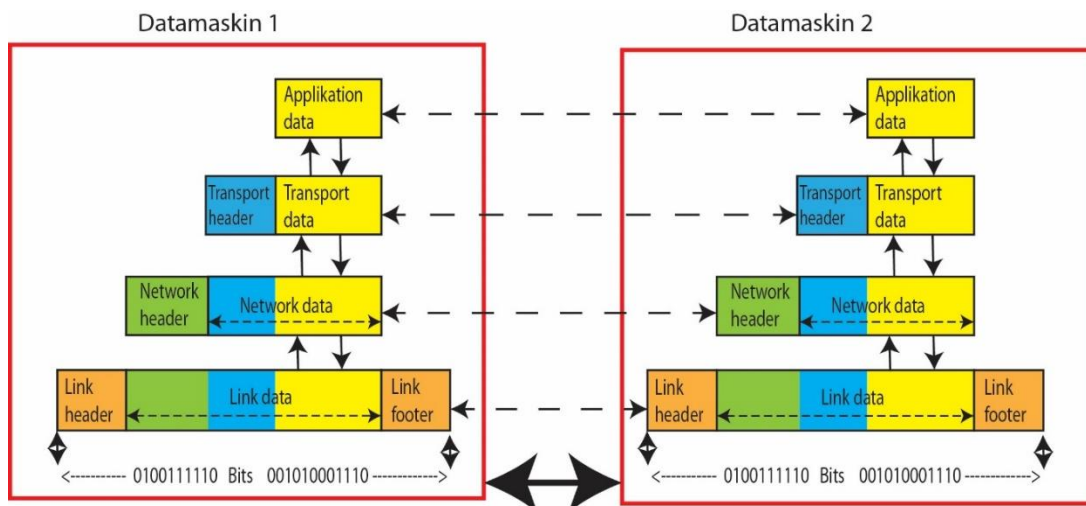 Datamaskin 1
Applikation
data
Transport
header
Transport
data
Network
header
Network data
Link
header
Link data
Link
footer
<----------- 0100111110 Bits 001010001110 ------------>
Datamaskin 2
Applikation
data
Transport
header
Transport
data
Network
header
Network data
Link
header
Link data
Link
footer
<----------- 0100111110 Bits 001010001110 ------------>